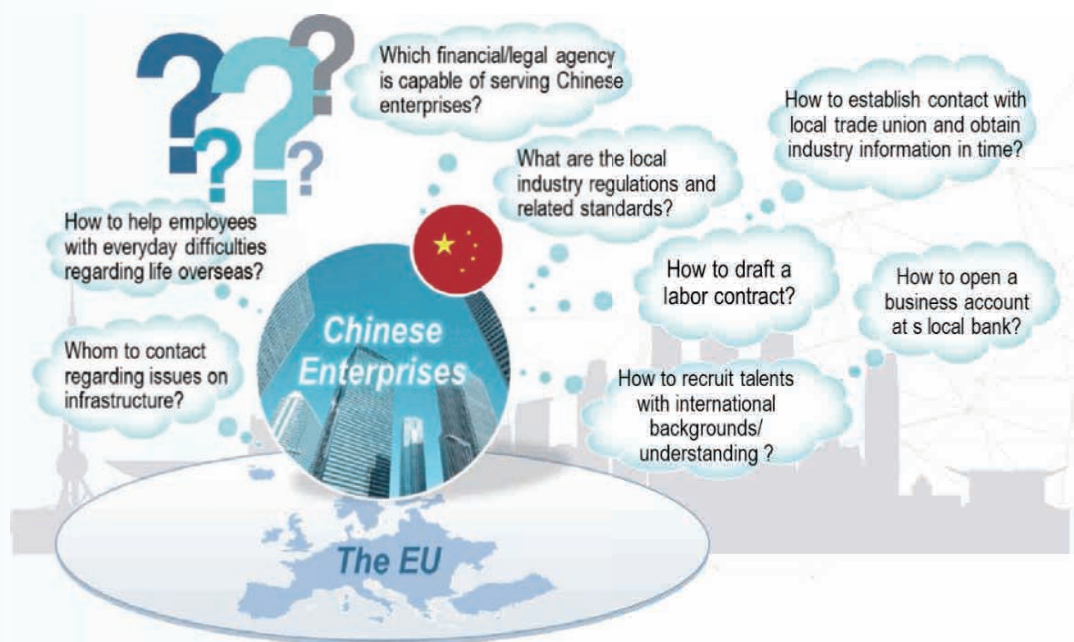 Which financial/legal agency
is capable of serving Chinese
enterprises?
How to establish contact with
local trade union and obtain
industry information in time?
What are the local
industry regulations and
related standards?
How to help employees
with everyday difficulties
regarding life overseas?
How to draft a
labor contract?
How to open a
business account
at s local bank?
Chinese
Enterprises
Whom to contact
regarding issues on
infrastructure?
How to recruit talents
with international
backgrounds/
understanding ?
The EU
? ? ? ? ?